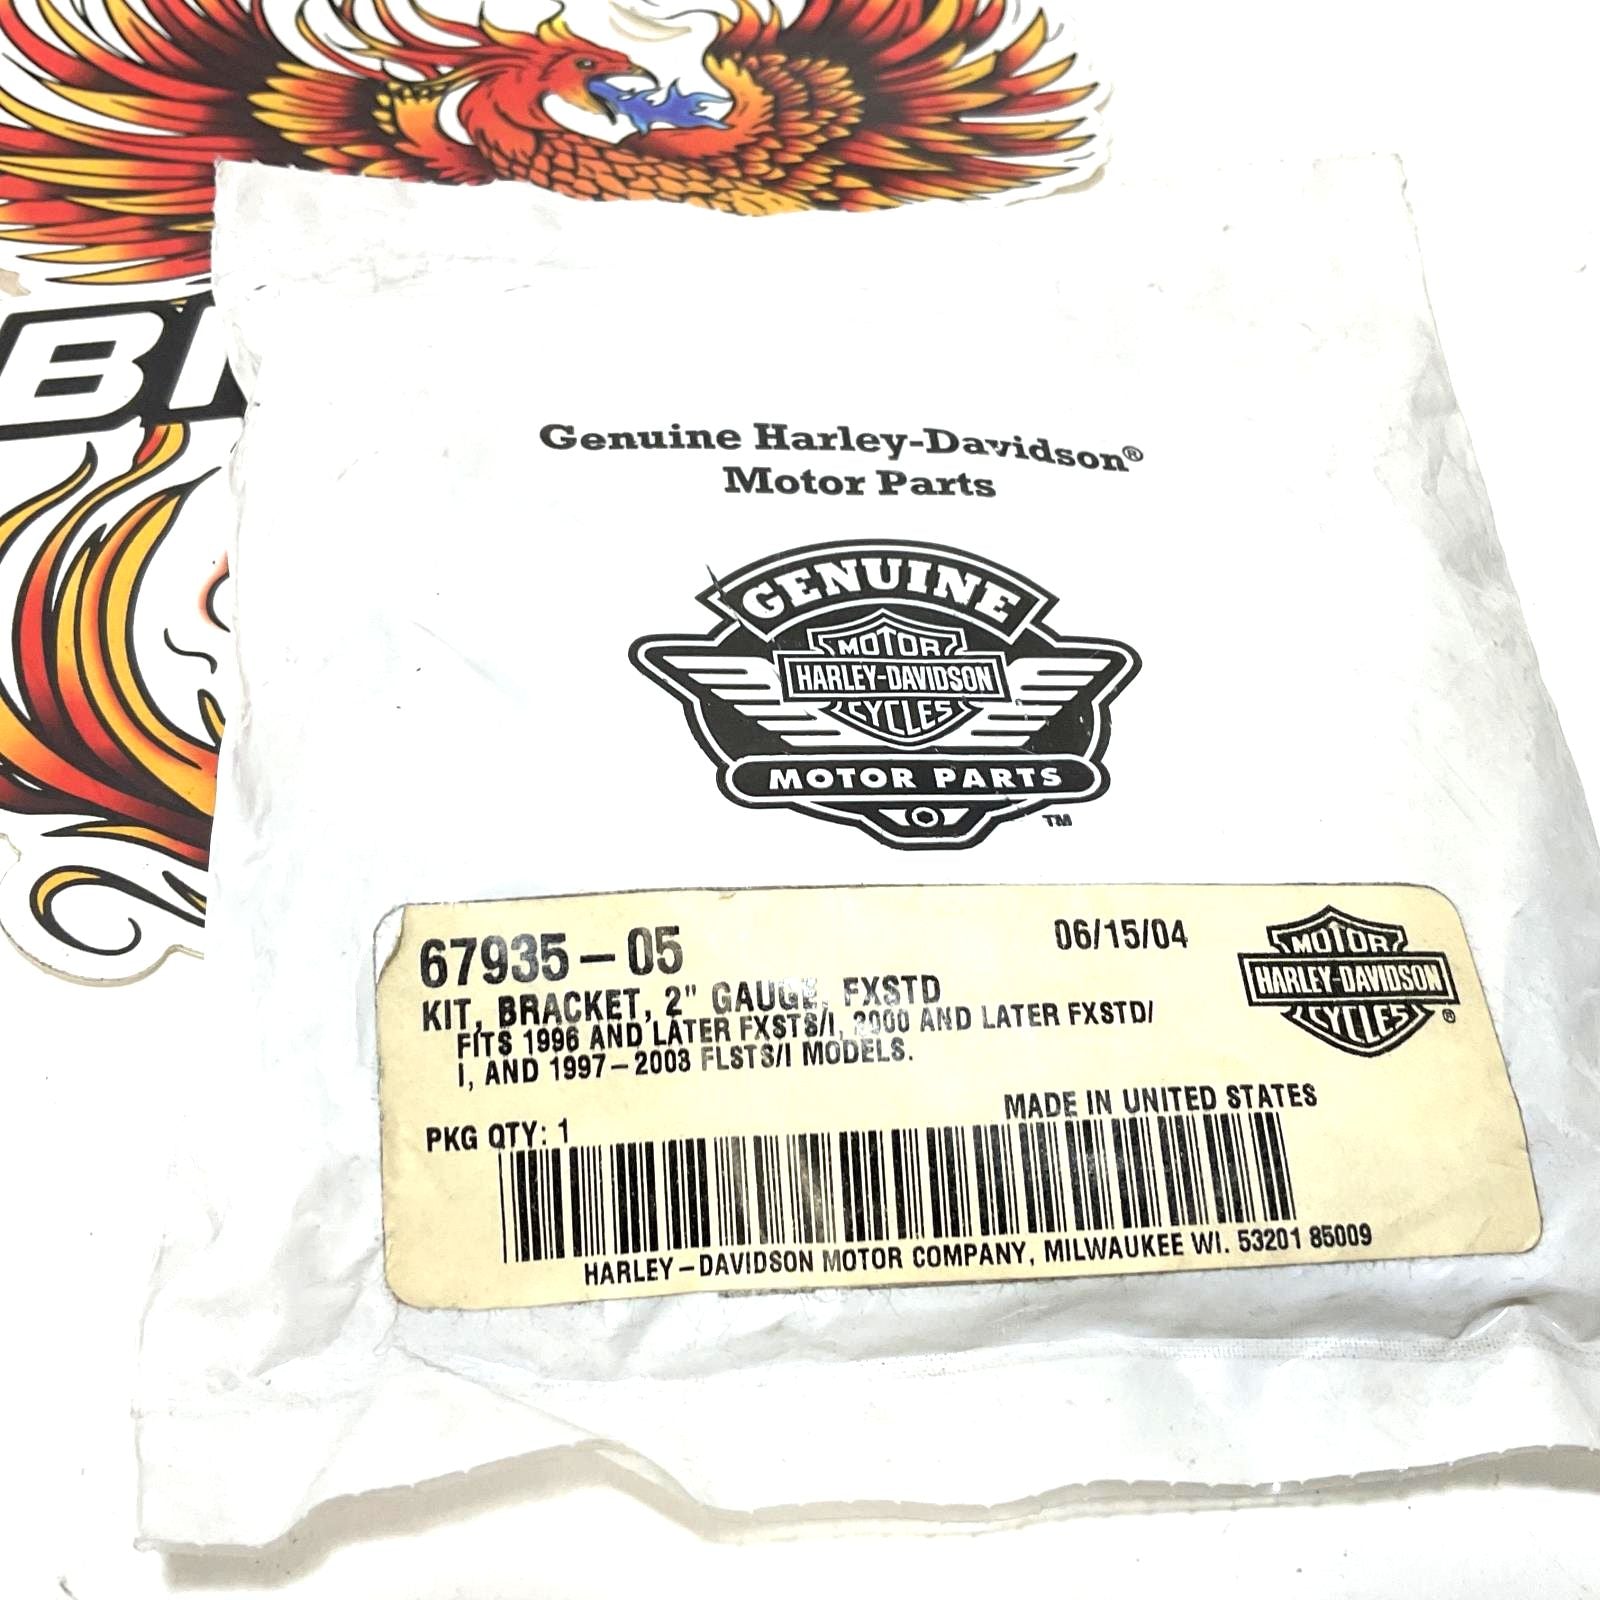 Genuine Harley-Davidson®
Motor Parts
GENUINE
MOTOR
HARLEY-DAVIDSON
CYCLES
MOTOR PARTS
TM
67935-05
06/15/04
KIT, BRACKET, 2" GAUGE, FXSTD
FITS 1996 AND LATER FXSTS/I, 2000 AND LATER FXSTD/
I, AND 1997-2003 FLSTS/I MODELS.
MOTOR
HARLEY-DAVIDSON
CYCLES
®
MADE IN UNITED STATES
PKG QTY: 1
HARLEY-DAVIDSON MOTOR COMPANY, MILWAUKEE WI. 53201 85009